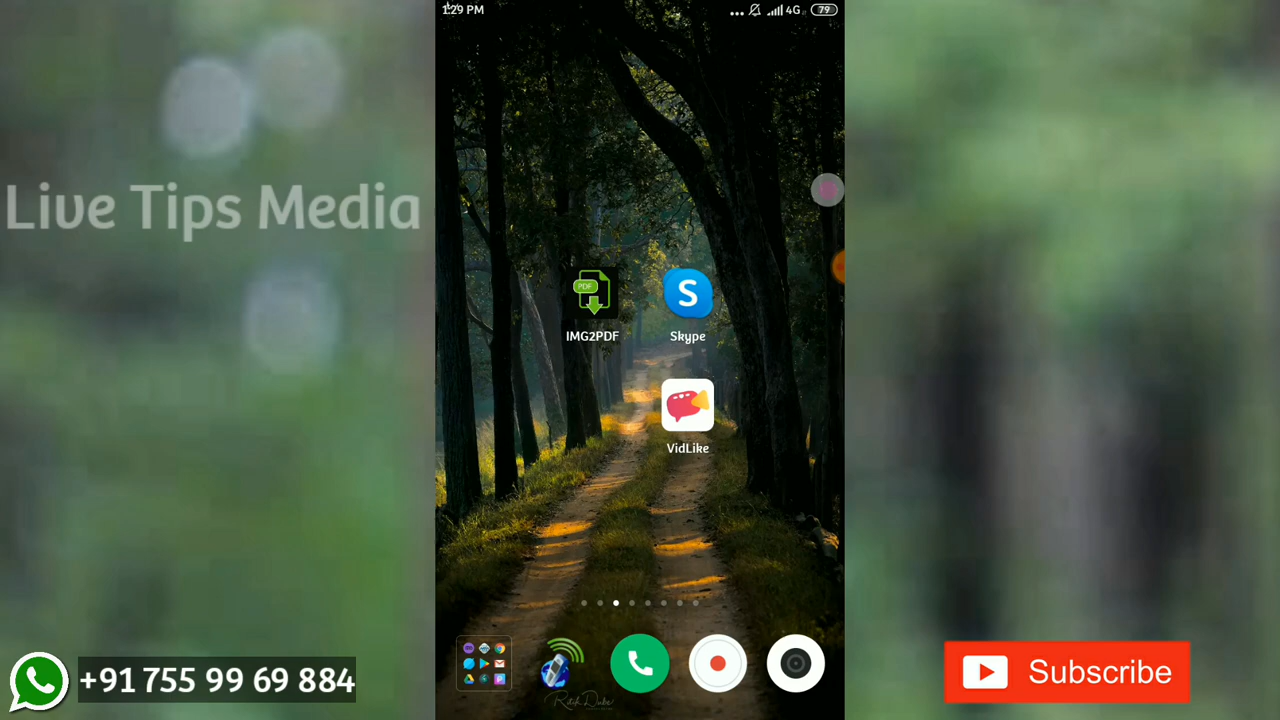 1:29 PM
4G
79
Live Tips Media
PDF
S
IMG2PDF
Skype
VidLike
+91 755 99 69 884
Subscribe